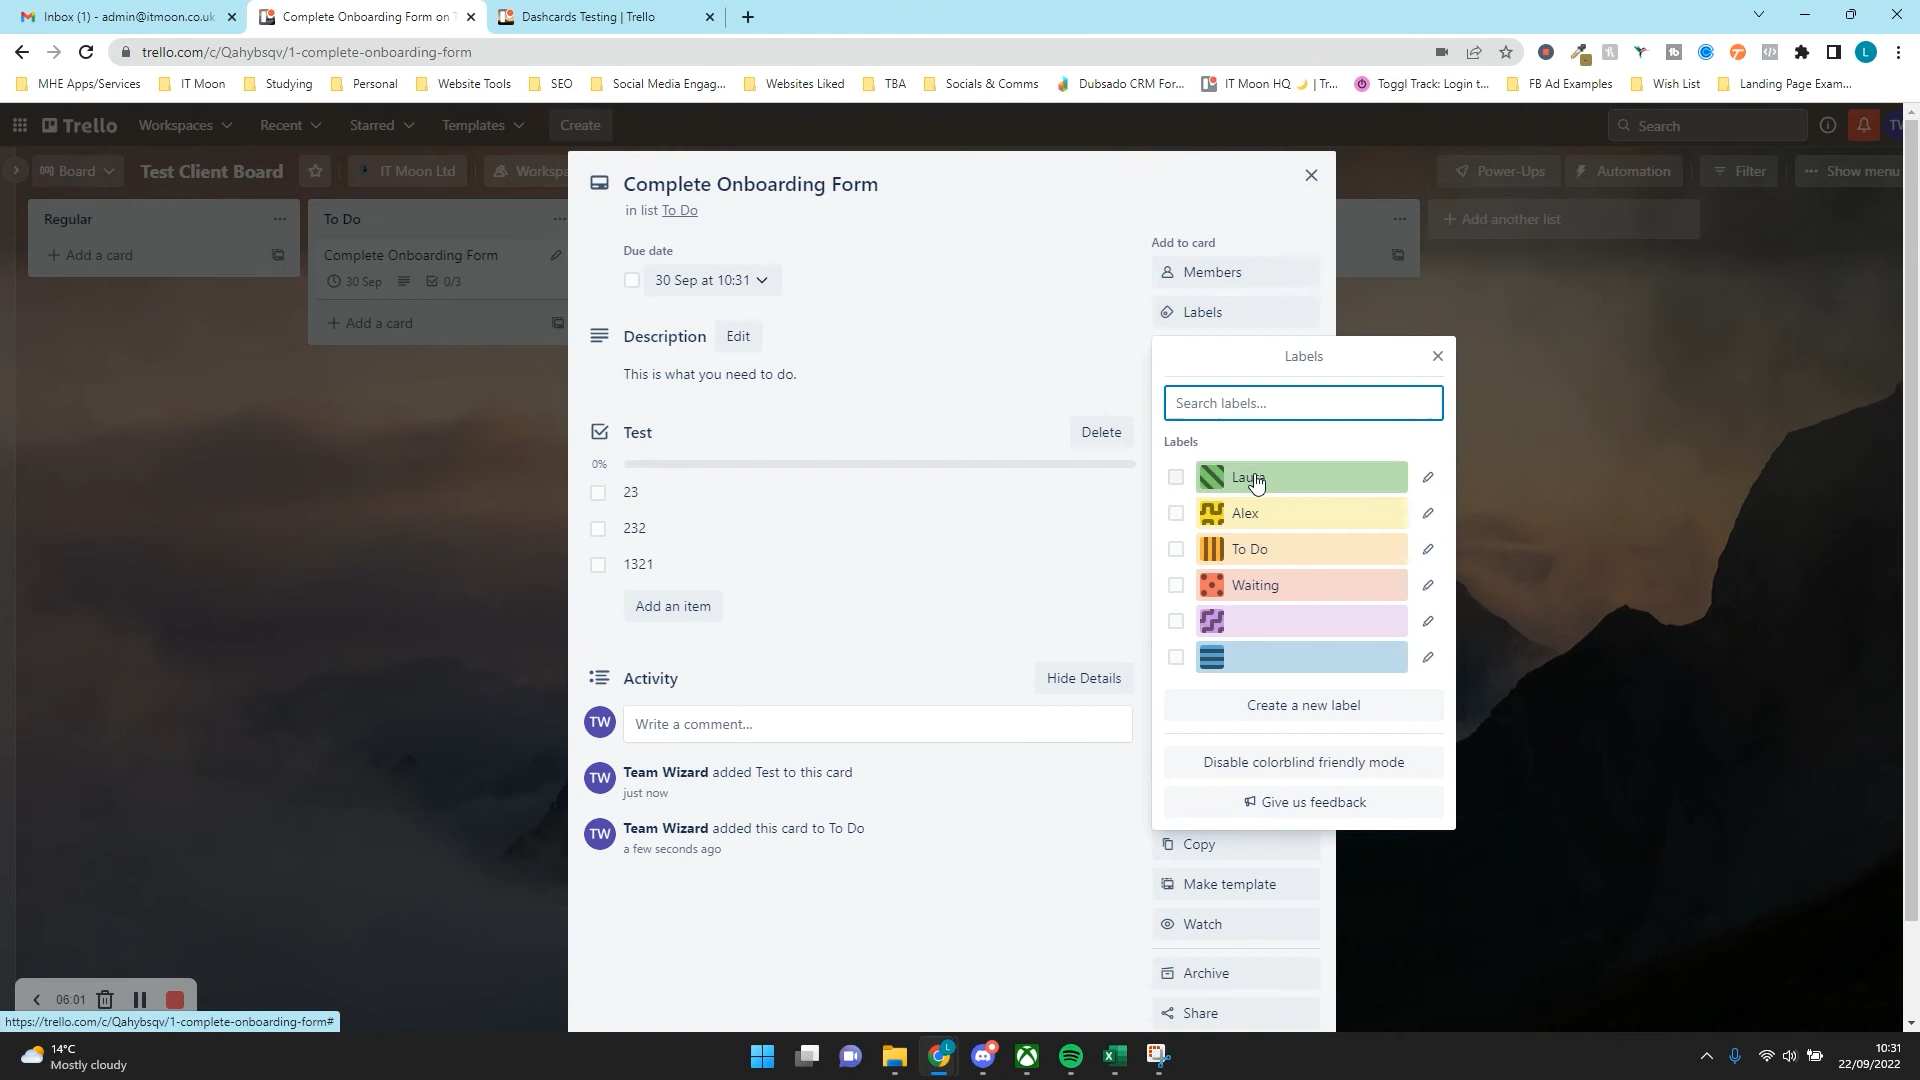 Inbox (1) - admin@itmoon.co.uk
Complete Onboarding Form on T
Dashcards Testing | Trello
trello.com/c/Qahybsqv/1-complete-onboarding-form
MHE Apps/Services
IT Moon
Studying
Personal
Website Tools
SEO
Social Media Engag...
Websites Liked
TBA
Socials & Comms
Dubsado CRM For...
IT Moon HQ 🌙 | Tr...
Toggl Track: Login t...
FB Ad Examples
Wish List
Landing Page Exam...
Trello
Workspaces
Recent
Starred
Templates
Create
Search
TW
Board
Test Client Board
IT Moon Ltd
Workspa
Power-Ups
Automation
Filter
Show menu
Regular
+ Add a card
To Do
Complete Onboarding Form
30 Sep
0/3
+ Add a card
+ Add another list
Complete Onboarding Form
in list To Do
Due date
30 Sep at 10:31
Description
Edit
This is what you need to do.
Test
Delete
0%
23
232
1321
Add an item
Activity
Hide Details
TW
Write a comment...
TW
Team Wizard added Test to this card
just now
TW
Team Wizard added this card to To Do
a few seconds ago
Add to card
Members
Labels
Labels
Search labels...
Labels
Laura
Alex
To Do
Waiting
Create a new label
Disable colorblind friendly mode
Give us feedback
Copy
Make template
Watch
Archive
Share
06:01
https://trello.com/c/Qahybsqv/1-complete-onboarding-form#
14°C
Mostly cloudy
10:31
22/09/2022